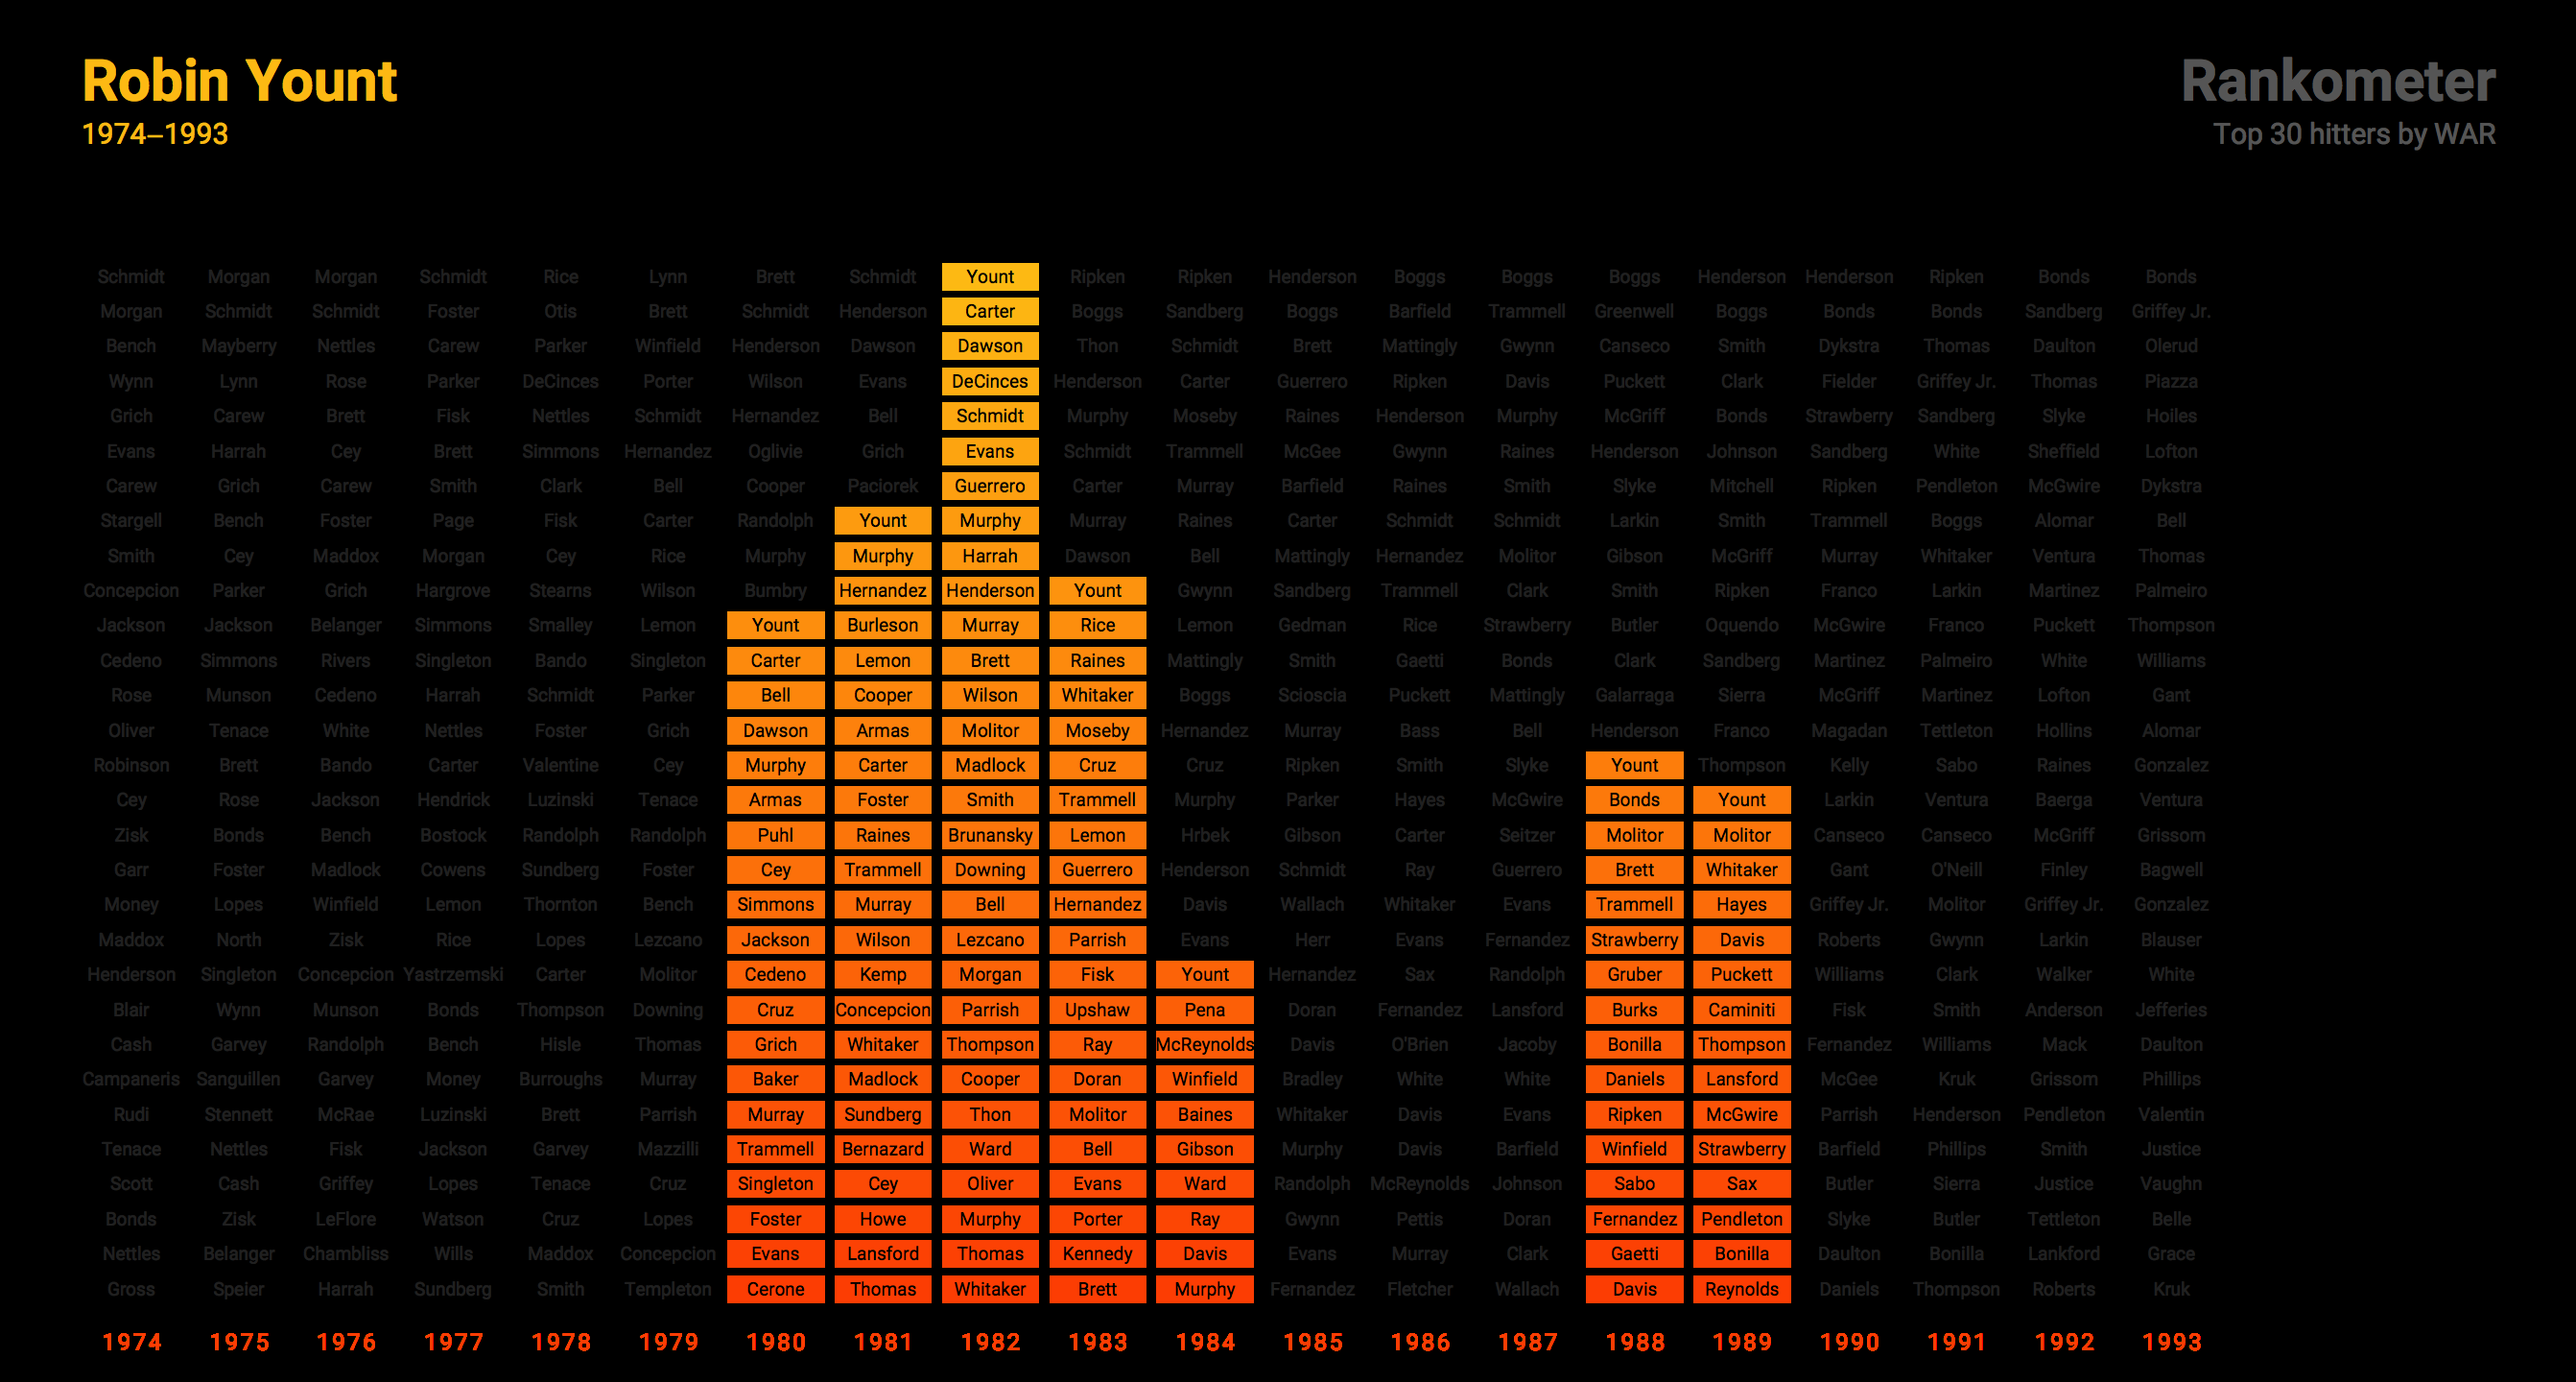 Robin Yount
1974–1993
Rankometer
Top 30 hitters by WAR
Schmidt Morgan Morgan Schmidt Rice Lynn Brett Schmidt Yount Ripken Ripken Henderson Boggs Boggs Boggs Henderson Henderson Ripken Bonds Bonds
Morgan Schmidt Schmidt Foster Otis Brett Schmidt Henderson Carter Boggs Sandberg Boggs Barfield Trammell Greenwell Boggs Bonds Bonds Sandberg Griffey Jr.
Bench Mayberry Nettles Carew Parker Winfield Henderson Dawson Dawson Thon Schmidt Brett Mattingly Gwynn Canseco Smith Dykstra Thomas Daulton Olerud
Wynn Lynn Rose Parker DeCinces Porter Wilson Evans DeCinces Henderson Carter Guerrero Ripken Davis Puckett Clark Fielder Griffey Jr. Thomas Piazza
Grich Carew Brett Fisk Nettles Schmidt Hernandez Bell Schmidt Murphy Moseby Raines Henderson Murphy McGriff Bonds Strawberry Sandberg Slyke Hoiles
Evans Harrah Cey Brett Simmons Hernandez Oglivie Grich Evans Schmidt Trammell McGee Gwynn Raines Henderson Johnson Sandberg White Sheffield Lofton
Carew Grich Carew Smith Clark Bell Cooper Paciorek Guerrero Carter Murray Barfield Raines Smith Slyke Mitchell Ripken Pendleton McGwire Dykstra
Stargell Bench Foster Page Fisk Carter Randolph Yount Murphy Murray Raines Carter Schmidt Schmidt Larkin Smith Trammell Boggs Alomar Bell
Smith Cey Maddox Morgan Cey Rice Murphy Murphy Harrah Dawson Bell Mattingly Hernandez Molitor Gibson McGriff Murray Whitaker Ventura Thomas
Concepcion Parker Grich Hargrove Stearns Wilson Bumbry Hernandez Henderson Yount Gwynn Sandberg Trammell Clark Smith Ripken Franco Larkin Martinez Palmeiro
Jackson Jackson Belanger Simmons Smalley Lemon Yount Burleson Murray Rice Lemon Gedman Rice Strawberry Butler Oquendo McGwire Franco Puckett Thompson
Cedeno Simmons Rivers Singleton Bando Singleton Carter Lemon Brett Raines Mattingly Smith Gaetti Bonds Clark Sandberg Martinez Palmeiro White Williams
Rose Munson Cedeno Harrah Schmidt Parker Bell Cooper Wilson Whitaker Boggs Scioscia Puckett Mattingly Galarraga Sierra McGriff Martinez Lofton Gant
Oliver Tenace White Nettles Foster Grich Dawson Armas Molitor Moseby Hernandez Murray Bass Bell Henderson Franco Magadan Tettleton Hollins Alomar
Robinson Brett Bando Carter Valentine Cey Murphy Carter Madlock Cruz Cruz Ripken Smith Slyke Yount Thompson Kelly Sabo Raines Gonzalez
Cey Rose Jackson Hendrick Luzinski Tenace Armas Foster Smith Trammell Murphy Parker Hayes McGwire Bonds Yount Larkin Ventura Baerga Ventura
Zisk Bonds Bench Bostock Randolph Randolph Puhl Raines Brunansky Lemon Hrbek Gibson Carter Seitzer Molitor Molitor Canseco Canseco McGriff Grissom
Garr Foster Madlock Cowens Sundberg Foster Cey Trammell Downing Guerrero Henderson Schmidt Ray Guerrero Brett Whitaker Gant O'Neill Finley Bagwell
Money Lopes Winfield Lemon Thornton Bench Simmons Murray Bell Hernandez Davis Wallach Whitaker Evans Trammell Hayes Griffey Jr. Molitor Griffey Jr. Gonzalez
Maddox North Zisk Rice Lopes Lezcano Jackson Wilson Lezcano Parrish Evans Herr Evans Fernandez Strawberry Davis Roberts Gwynn Larkin Blauser
Henderson Singleton Concepcion Yastrzemski Carter Molitor Cedeno Kemp Morgan Fisk Yount Hernandez Sax Randolph Gruber Puckett Williams Clark Walker White
Blair Wynn Munson Bonds Thompson Downing Cruz Concepcion Parrish Upshaw Pena Doran Fernandez Lansford Burks Caminiti Fisk Smith Anderson Jefferies
Cash Garvey Randolph Bench Hisle Thomas Grich Whitaker Thompson Ray McReynolds Davis O'Brien Jacoby Bonilla Thompson Fernandez Williams Mack Daulton
Campaneris Sanguillen Garvey Money Burroughs Murray Baker Madlock Cooper Doran Winfield Bradley White White Daniels Lansford McGee Kruk Grissom Phillips
Rudi Stennett McRae Luzinski Brett Parrish Murray Sundberg Thon Molitor Baines Whitaker Davis Evans Ripken McGwire Parrish Henderson Pendleton Valentin
Tenace Nettles Fisk Jackson Garvey Mazzilli Trammell Bernazard Ward Bell Gibson Murphy Davis Barfield Winfield Strawberry Barfield Phillips Smith Justice
Scott Cash Griffey Lopes Tenace Cruz Singleton Cey Oliver Evans Ward Randolph McReynolds Johnson Sabo Sax Butler Sierra Justice Vaughn
Bonds Zisk LeFlore Watson Cruz Lopes Foster Howe Murphy Porter Ray Gwynn Pettis Doran Fernandez Pendleton Slyke Butler Tettleton Belle
Nettles Belanger Chambliss Wills Maddox Concepcion Evans Lansford Thomas Kennedy Davis Evans Murray Clark Gaetti Bonilla Daulton Bonilla Lankford Grace
Gross Speier Harrah Sundberg Smith Templeton Cerone Thomas Whitaker Brett Murphy Fernandez Fletcher Wallach Davis Reynolds Daniels Thompson Roberts Kruk
1974 1975 1976 1977 1978 1979 1980 1981 1982 1983 1984 1985 1986 1987 1988 1989 1990 1991 1992 1993